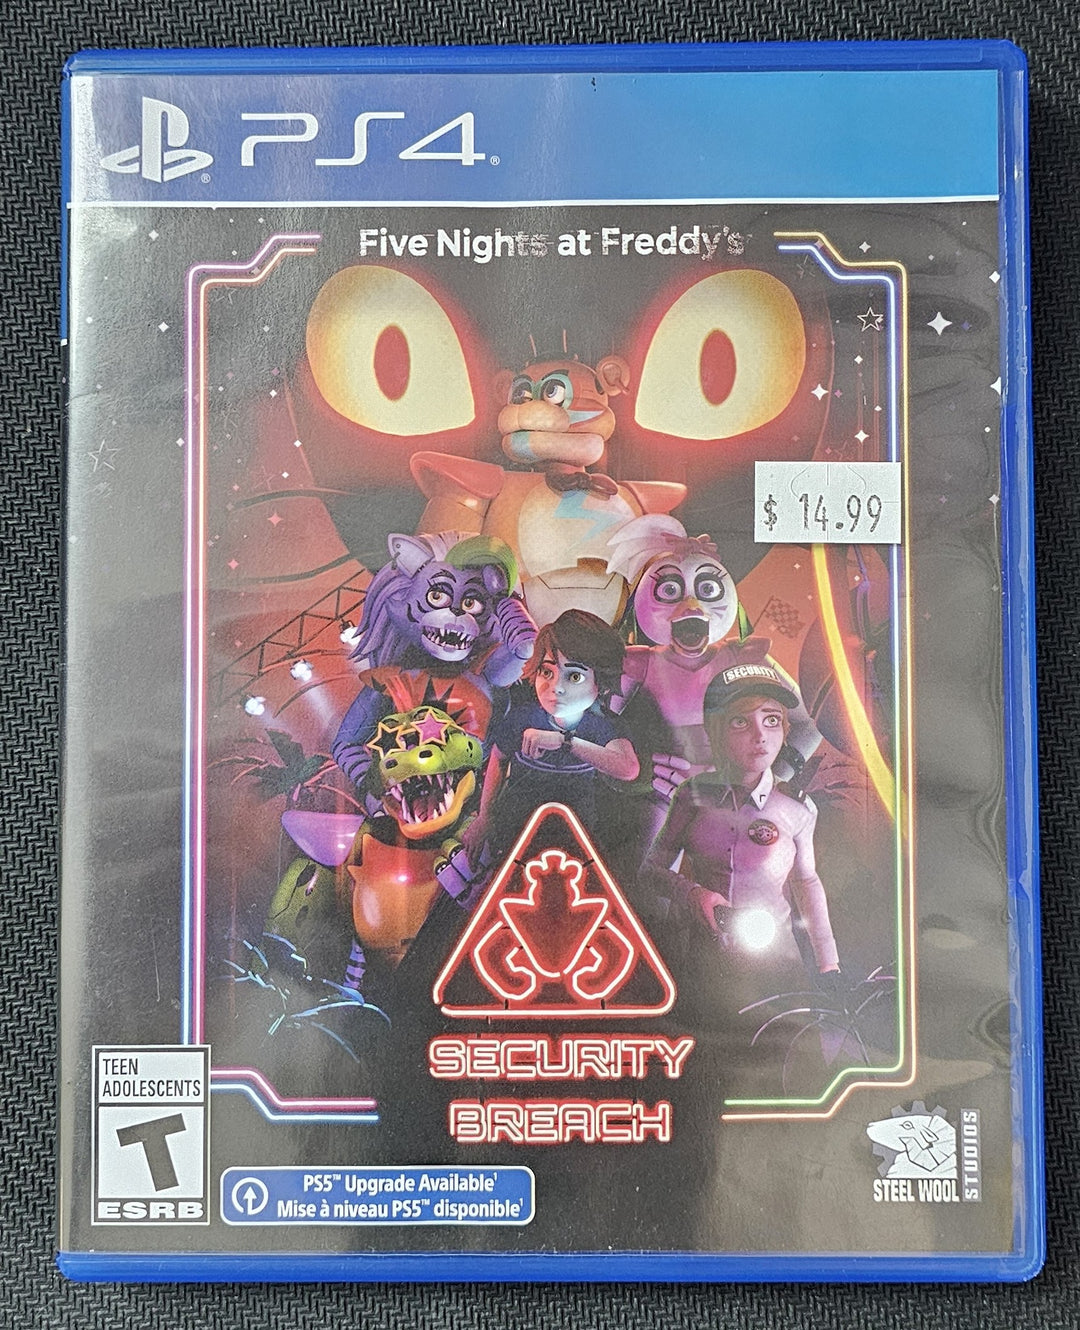 PS4®
Five Nights at Freddy's
$ 14.99
SECURITY
SECURITY
BREACH
TEEN
ADOLESCENTS
T
ESRB
PS5™ Upgrade Available¹
Mise à niveau PS5™ disponible¹
STEEL WOOL
STUDIOS